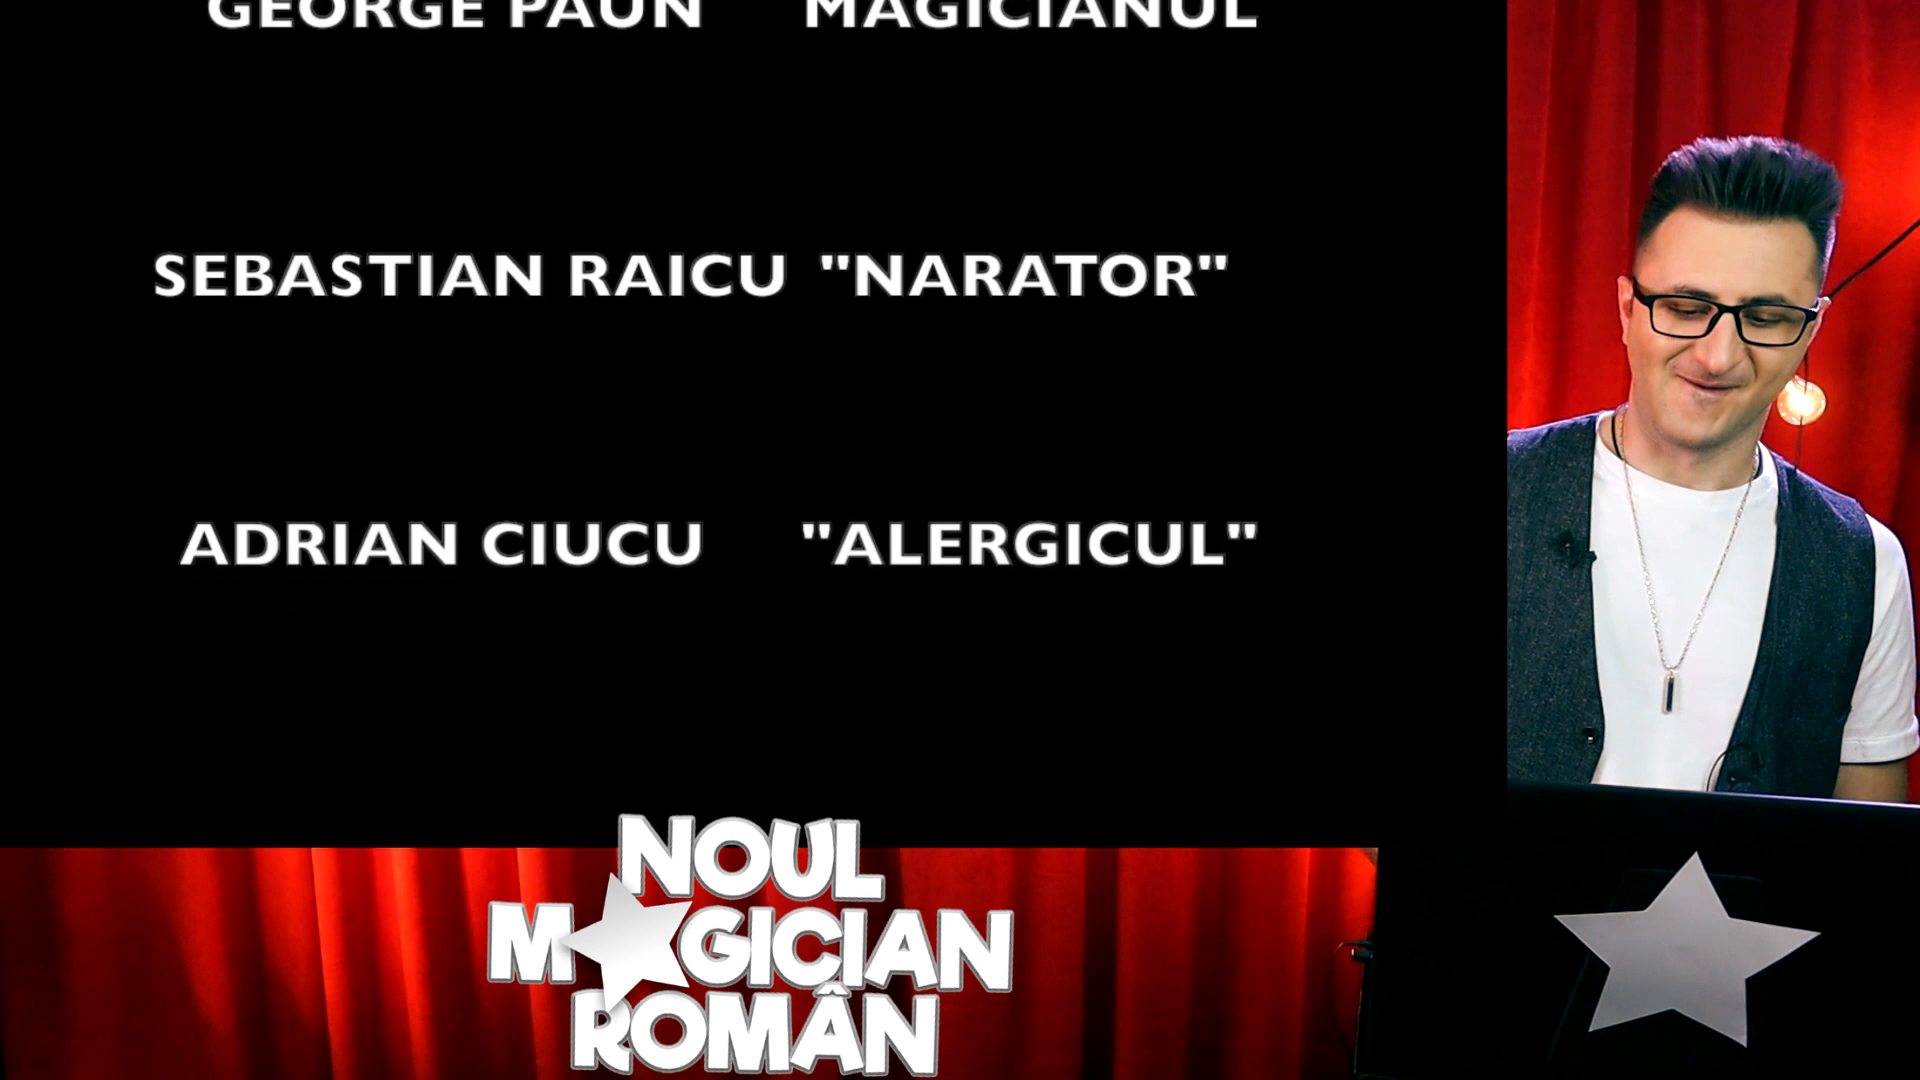 GEORGE PAUN MAGICIANUL
SEBASTIAN RAICU "NARATOR"
ADRIAN CIUCU "ALERGICUL"
NOUL
MAGICIAN
ROMÂN